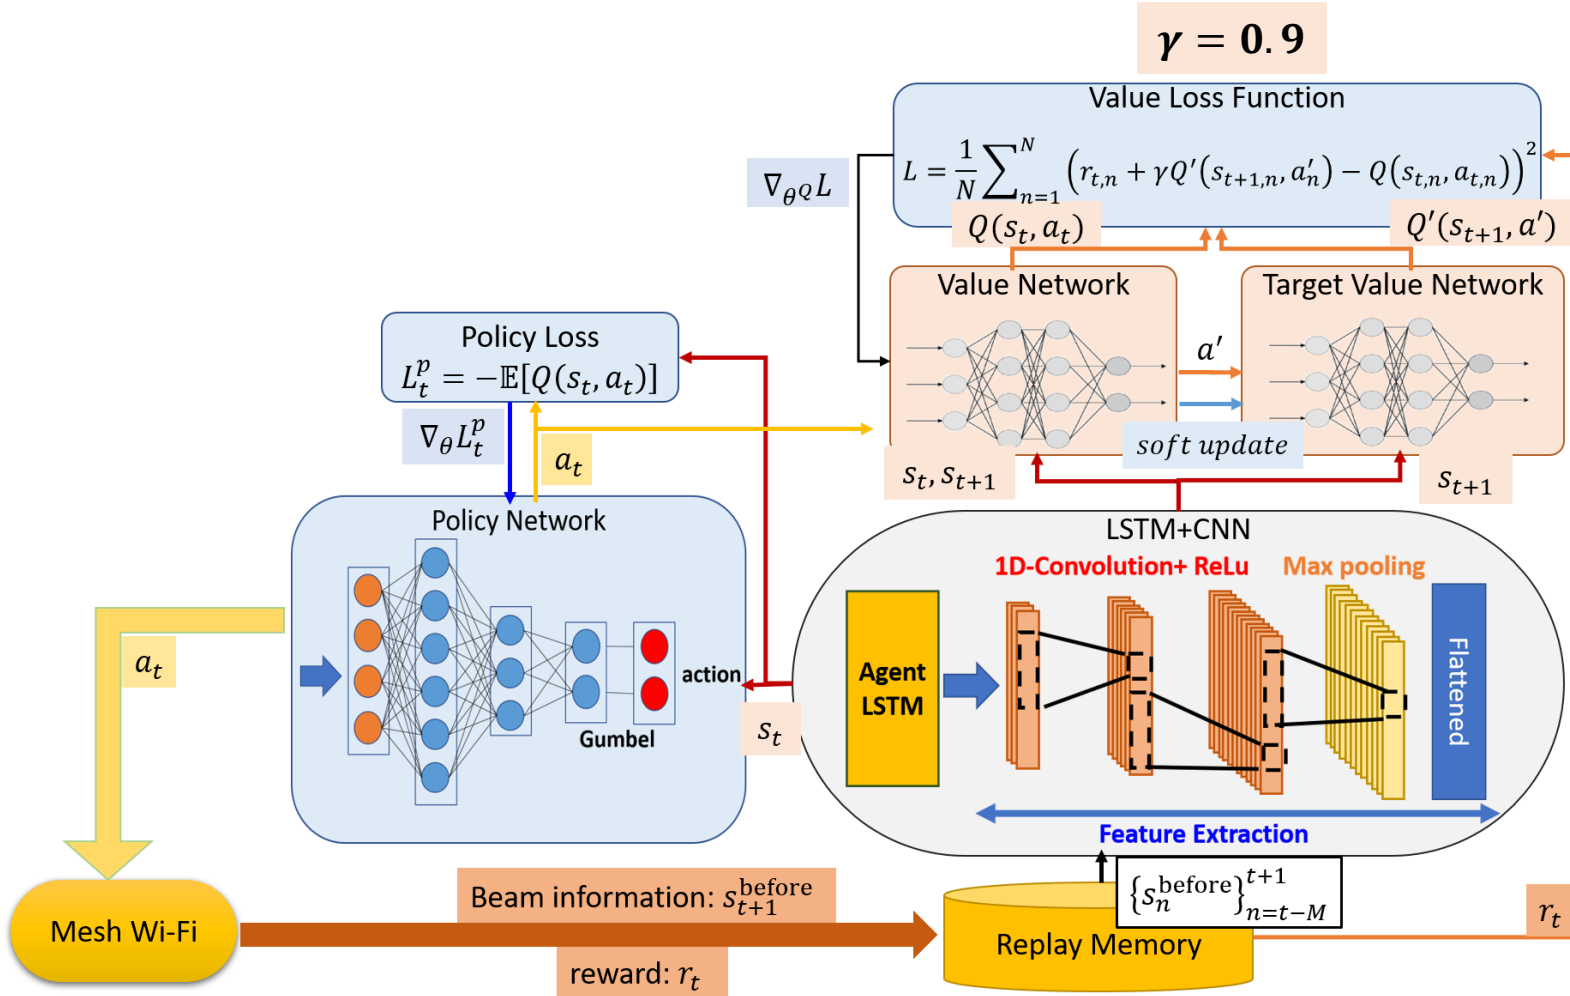 γ = 0.9
Value Loss Function
L = \frac{1}{N} \sum_{n=1}^{N} (r_{t,n} + γQ′(s_{t+1,n}, a′_n) − Q(s_{t,n}, a_{t,n}))^2
∇_{θ^Q} L
Q(s_t, a_t)
Q′(s_{t+1}, a′)
Value Network
Target Value Network
a′
soft update
s_t, s_{t+1}
s_{t+1}
Policy Loss
L_t^p = −𝔼[Q(s_t, a_t)]
∇_θ L_t^p
a_t
Policy Network
action
Gumbel
a_t
s_t
LSTM+CNN
1D-Convolution+ ReLu
Max pooling
Agent
LSTM
Flattened
Feature Extraction
{s_n^{before}}_{n=t−M}^{t+1}
Mesh Wi-Fi
Beam information: s_{t+1}^{before}
reward: r_t
Replay Memory
r_t